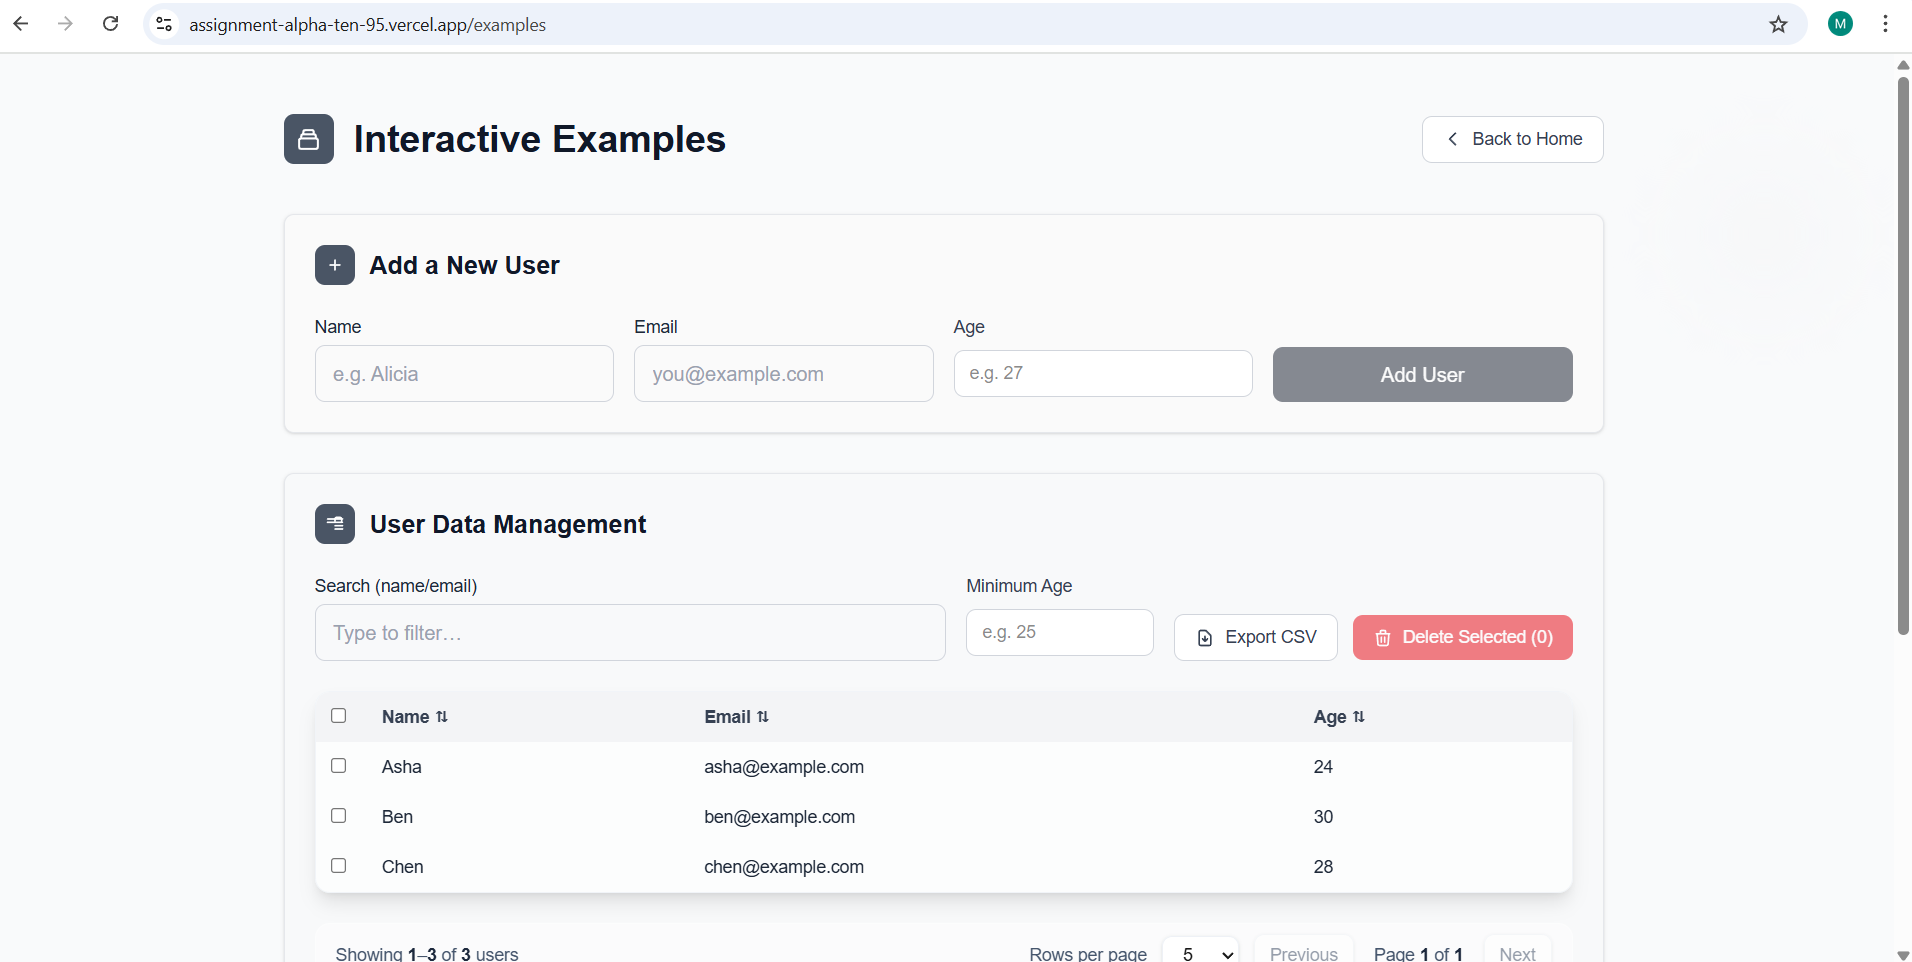 assignment-alpha-ten-95.vercel.app/examples
M
Interactive Examples
Back to Home
Add a New User
Name
Email
Age
e.g. Alicia
you@example.com
e.g. 27
Add User
User Data Management
Search (name/email)
Minimum Age
Type to filter…
e.g. 25
Export CSV
Delete Selected (0)
Name ⇅ Email ⇅ Age ⇅
Asha asha@example.com 24
Ben ben@example.com 30
Chen chen@example.com 28
Showing 1–3 of 3 users
Rows per page 5 Previous Page 1 of 1 Next